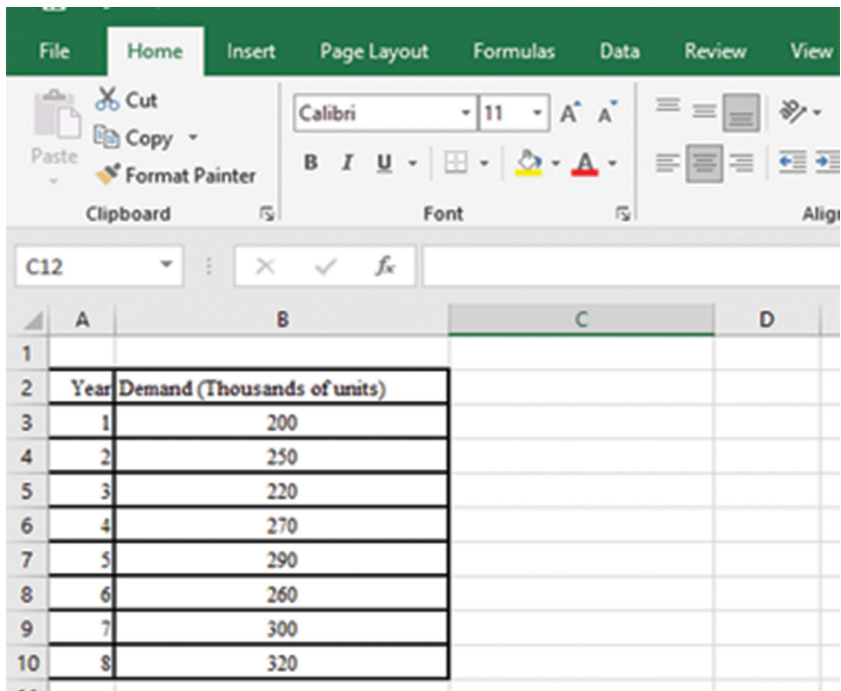 File Home Insert Page Layout Formulas Data Review View
Cut
Copy
Paste
Format Painter
Calibri 11 A A
B I U A
Clipboard Font
C12 fx
A B C D
1
2 Year Demand (Thousands of units)
3 1 200
4 2 250
5 3 220
6 4 270
7 5 290
8 6 260
9 7 300
10 8 320